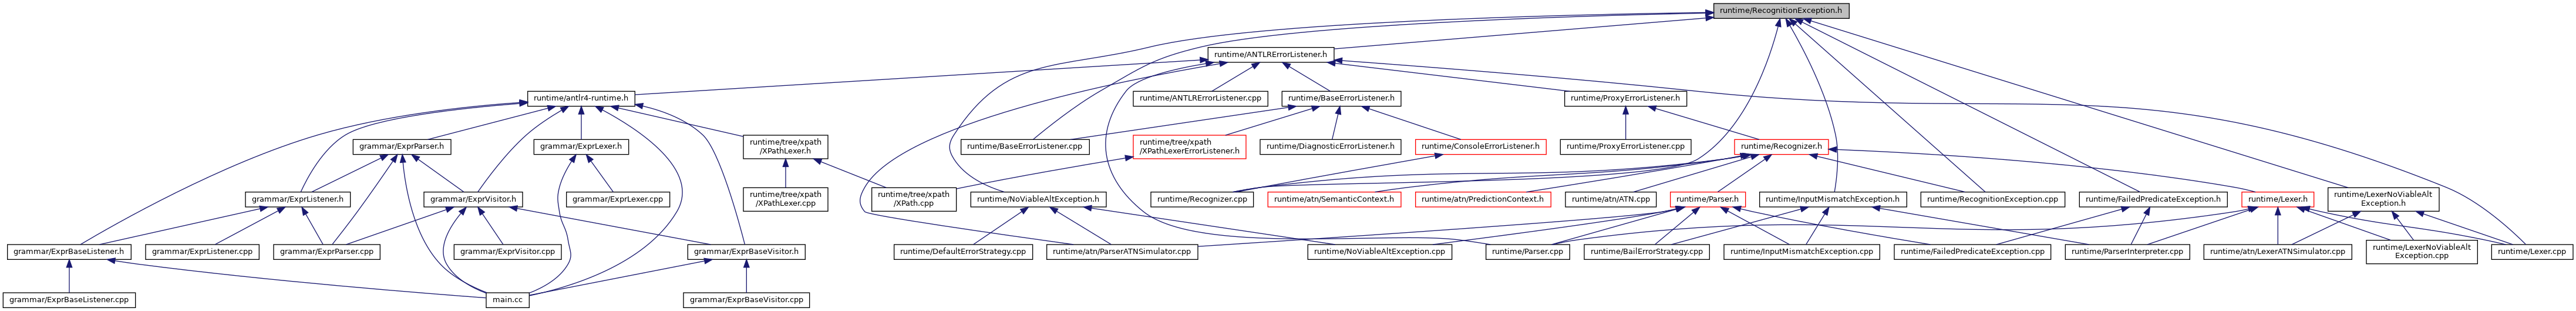 runtime/RecognitionException.h
runtime/ANTLRErrorListener.h
runtime/antlr4-runtime.h
runtime/ANTLRErrorListener.cpp
runtime/BaseErrorListener.h
runtime/ProxyErrorListener.h
grammar/ExprParser.h
grammar/ExprLexer.h
runtime/tree/xpath
/XPathLexer.h
runtime/BaseErrorListener.cpp
runtime/tree/xpath
/XPathLexerErrorListener.h
runtime/DiagnosticErrorListener.h
runtime/ConsoleErrorListener.h
runtime/ProxyErrorListener.cpp
runtime/Recognizer.h
grammar/ExprListener.h
grammar/ExprVisitor.h
grammar/ExprLexer.cpp
runtime/tree/xpath
/XPathLexer.cpp
runtime/tree/xpath
/XPath.cpp
runtime/NoViableAltException.h
runtime/Recognizer.cpp
runtime/atn/SemanticContext.h
runtime/atn/PredictionContext.h
runtime/atn/ATN.cpp
runtime/Parser.h
runtime/InputMismatchException.h
runtime/RecognitionException.cpp
runtime/FailedPredicateException.h
runtime/Lexer.h
runtime/LexerNoViableAlt
Exception.h
grammar/ExprBaseListener.h
grammar/ExprListener.cpp
grammar/ExprParser.cpp
grammar/ExprVisitor.cpp
grammar/ExprBaseVisitor.h
runtime/DefaultErrorStrategy.cpp
runtime/atn/ParserATNSimulator.cpp
runtime/NoViableAltException.cpp
runtime/Parser.cpp
runtime/BailErrorStrategy.cpp
runtime/InputMismatchException.cpp
runtime/FailedPredicateException.cpp
runtime/ParserInterpreter.cpp
runtime/atn/LexerATNSimulator.cpp
runtime/LexerNoViableAlt
Exception.cpp
runtime/Lexer.cpp
grammar/ExprBaseListener.cpp
main.cc
grammar/ExprBaseVisitor.cpp